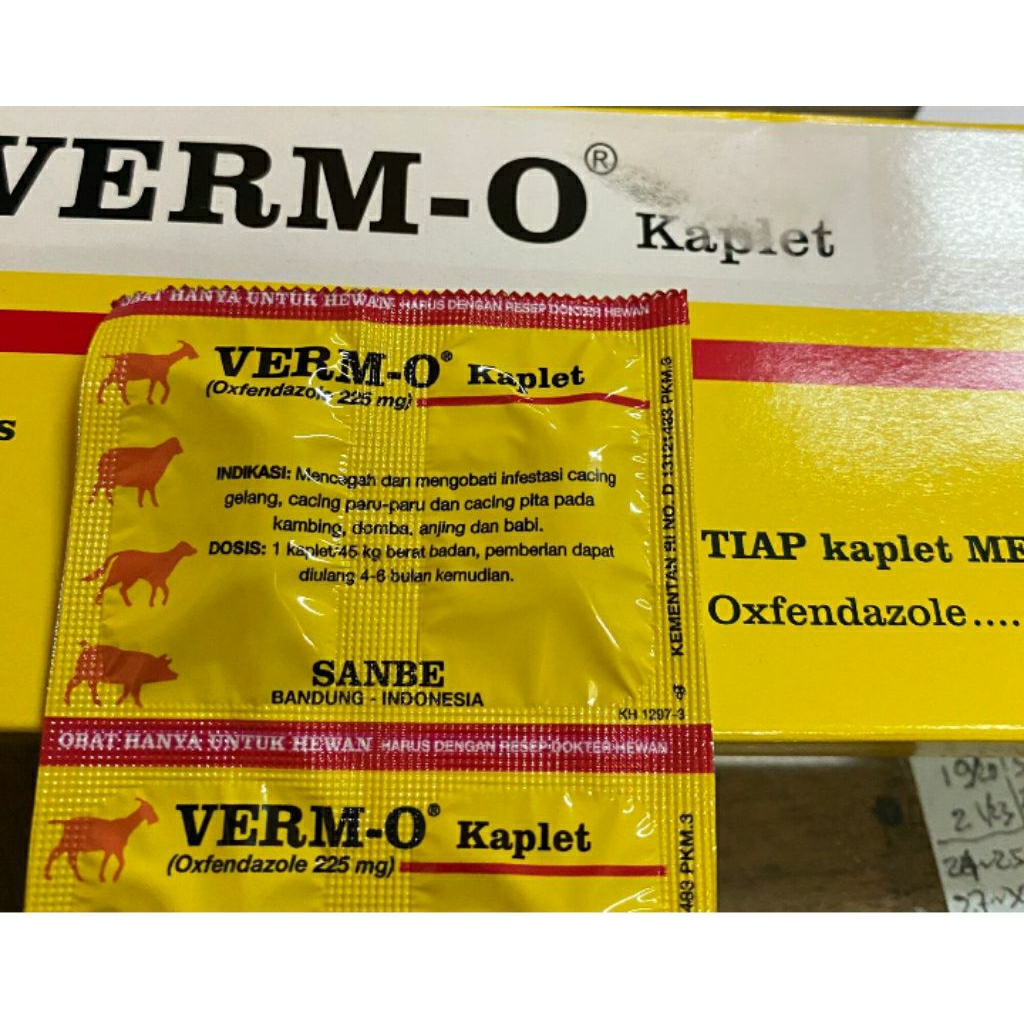 VERM-O® Kaplet
OBAT HANYA UNTUK HEWAN HARUS DENGAN RESEP DOKTER HEWAN
VERM-O® Kaplet
(Oxfendazole 225 mg)
INDIKASI: Mencegah dan mengobati infestasi cacing
gelang, cacing paru-paru dan cacing pita pada
kambing, domba, anjing dan babi.
DOSIS: 1 kaplet/45 kg berat badan, pemberian dapat
diulang 4-6 bulan kemudian.
SANBE
BANDUNG - INDONESIA
KH 1297-3
KEMENTAN RI NO. D 13121483 PKM.3
s
TIAP kaplet ME
Oxfendazole....
OBAT HANYA UNTUK HEWAN HARUS DENGAN RESEP DOKTER HEWAN
VERM-O® Kaplet
(Oxfendazole 225 mg)
483 PKM.3